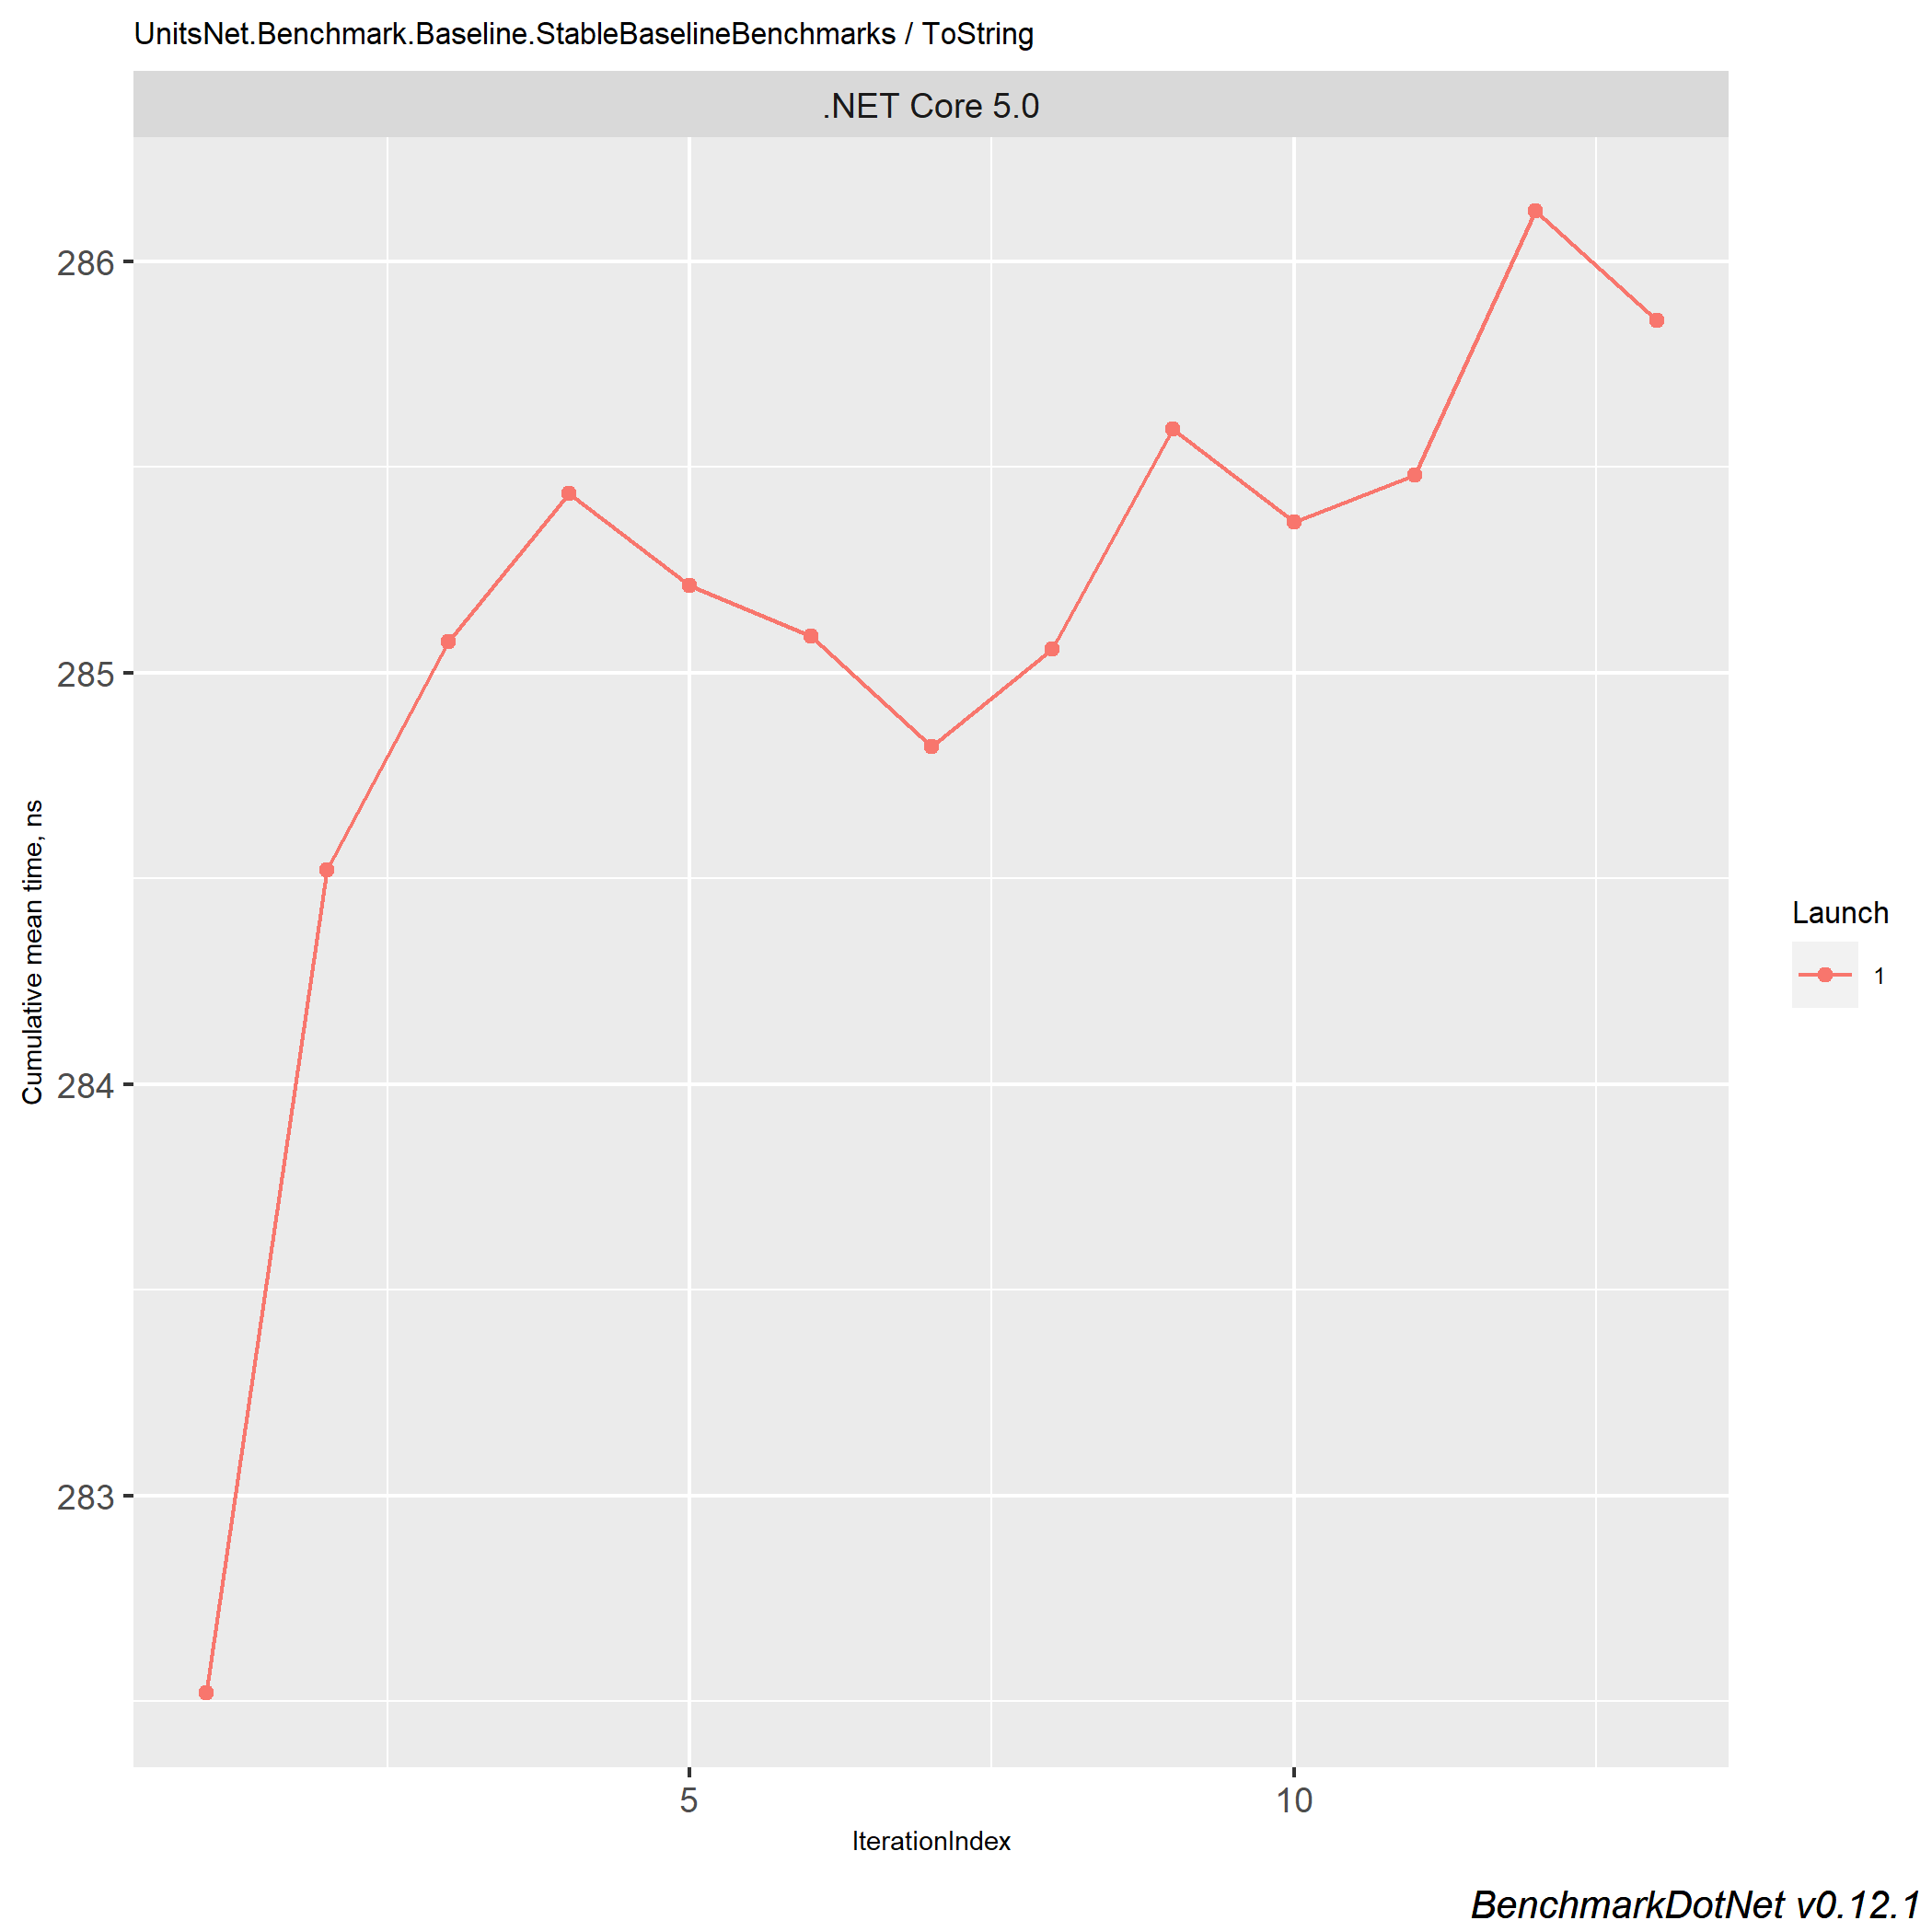 UnitsNet.Benchmark.Baseline.StableBaselineBenchmarks / ToString
.NET Core 5.0
286
285
284
283
Cumulative mean time, ns
5
10
IterationIndex
Launch
1
BenchmarkDotNet v0.12.1